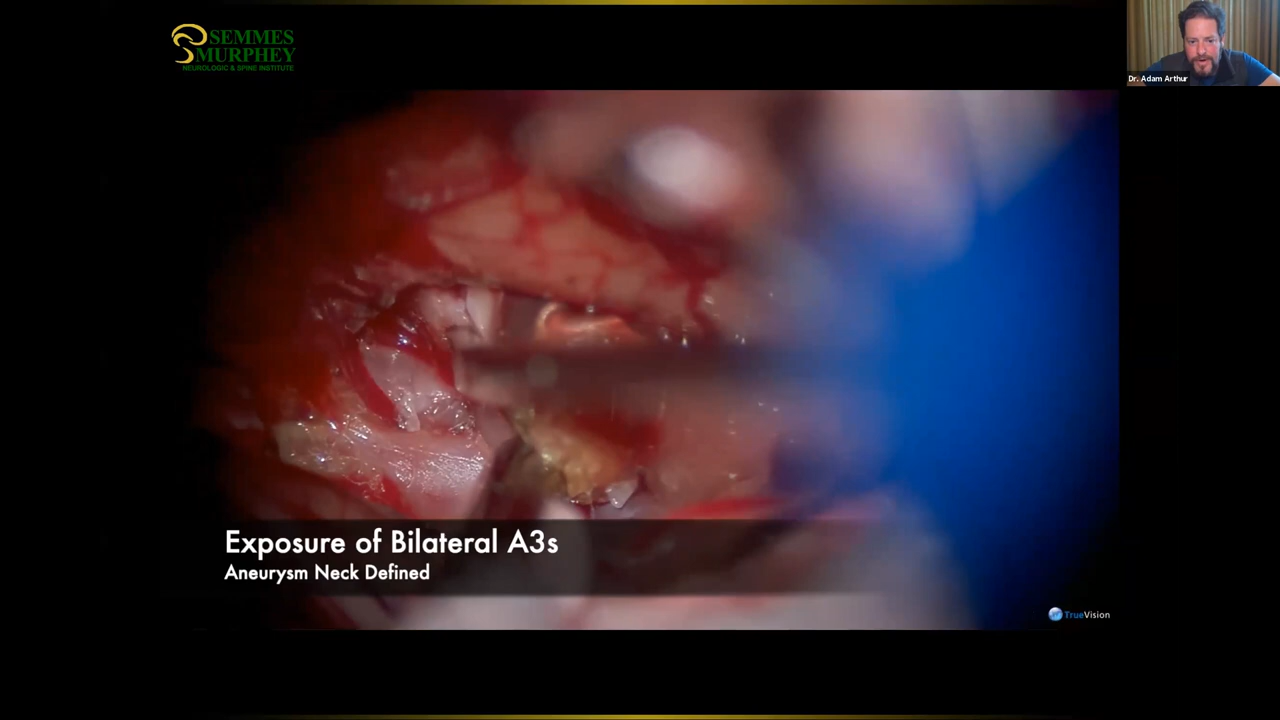 SEMMES
MURPHEY
NEUROLOGIC & SPINE INSTITUTE
Dr. Adam Arthur
Exposure of Bilateral A3s
Aneurysm Neck Defined
TrueVision